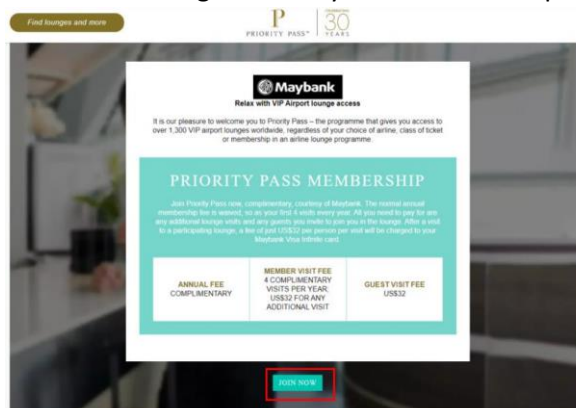 Find lounges and more
P
PRIORITY PASS™
CELEBRATING
30
YEARS
Maybank
Relax with VIP Airport lounge access
It is our pleasure to welcome you to Priority Pass – the programme that gives you access to
over 1,300 VIP airport lounges worldwide, regardless of your choice of airline, class of ticket
or membership in an airline lounge programme.
PRIORITY PASS MEMBERSHIP
Join Priority Pass now, complimentary, courtesy of Maybank. The normal annual
membership fee is waived, so as your first 4 visits every year. All you need to pay for are
any additional lounge visits and any guests you invite to join you in the lounge. After a visit
to a participating lounge, a fee of just US$32 per person per visit will be charged to your
Maybank Visa Infinite card.
ANNUAL FEE
COMPLIMENTARY
MEMBER VISIT FEE
4 COMPLIMENTARY
VISITS PER YEAR;
US$32 FOR ANY
ADDITIONAL VISIT
GUEST VISIT FEE
US$32
JOIN NOW